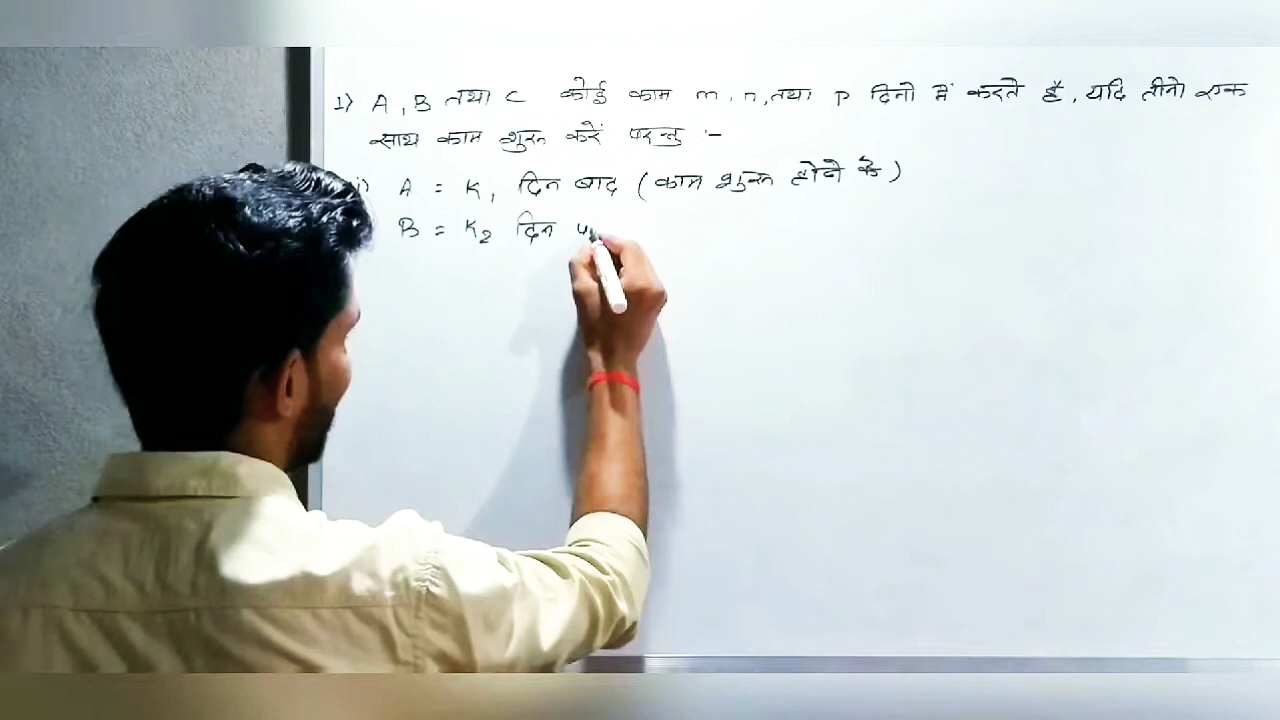 1) A, B तथा C कोई काम m, n, तथा p दिनो में करते है, यदि तीनो एक
साथ काम शुरू करें परन्तु :-
i) A = K₁ दिन बाद (काम शुरू होने के)
B = K₂ दिन